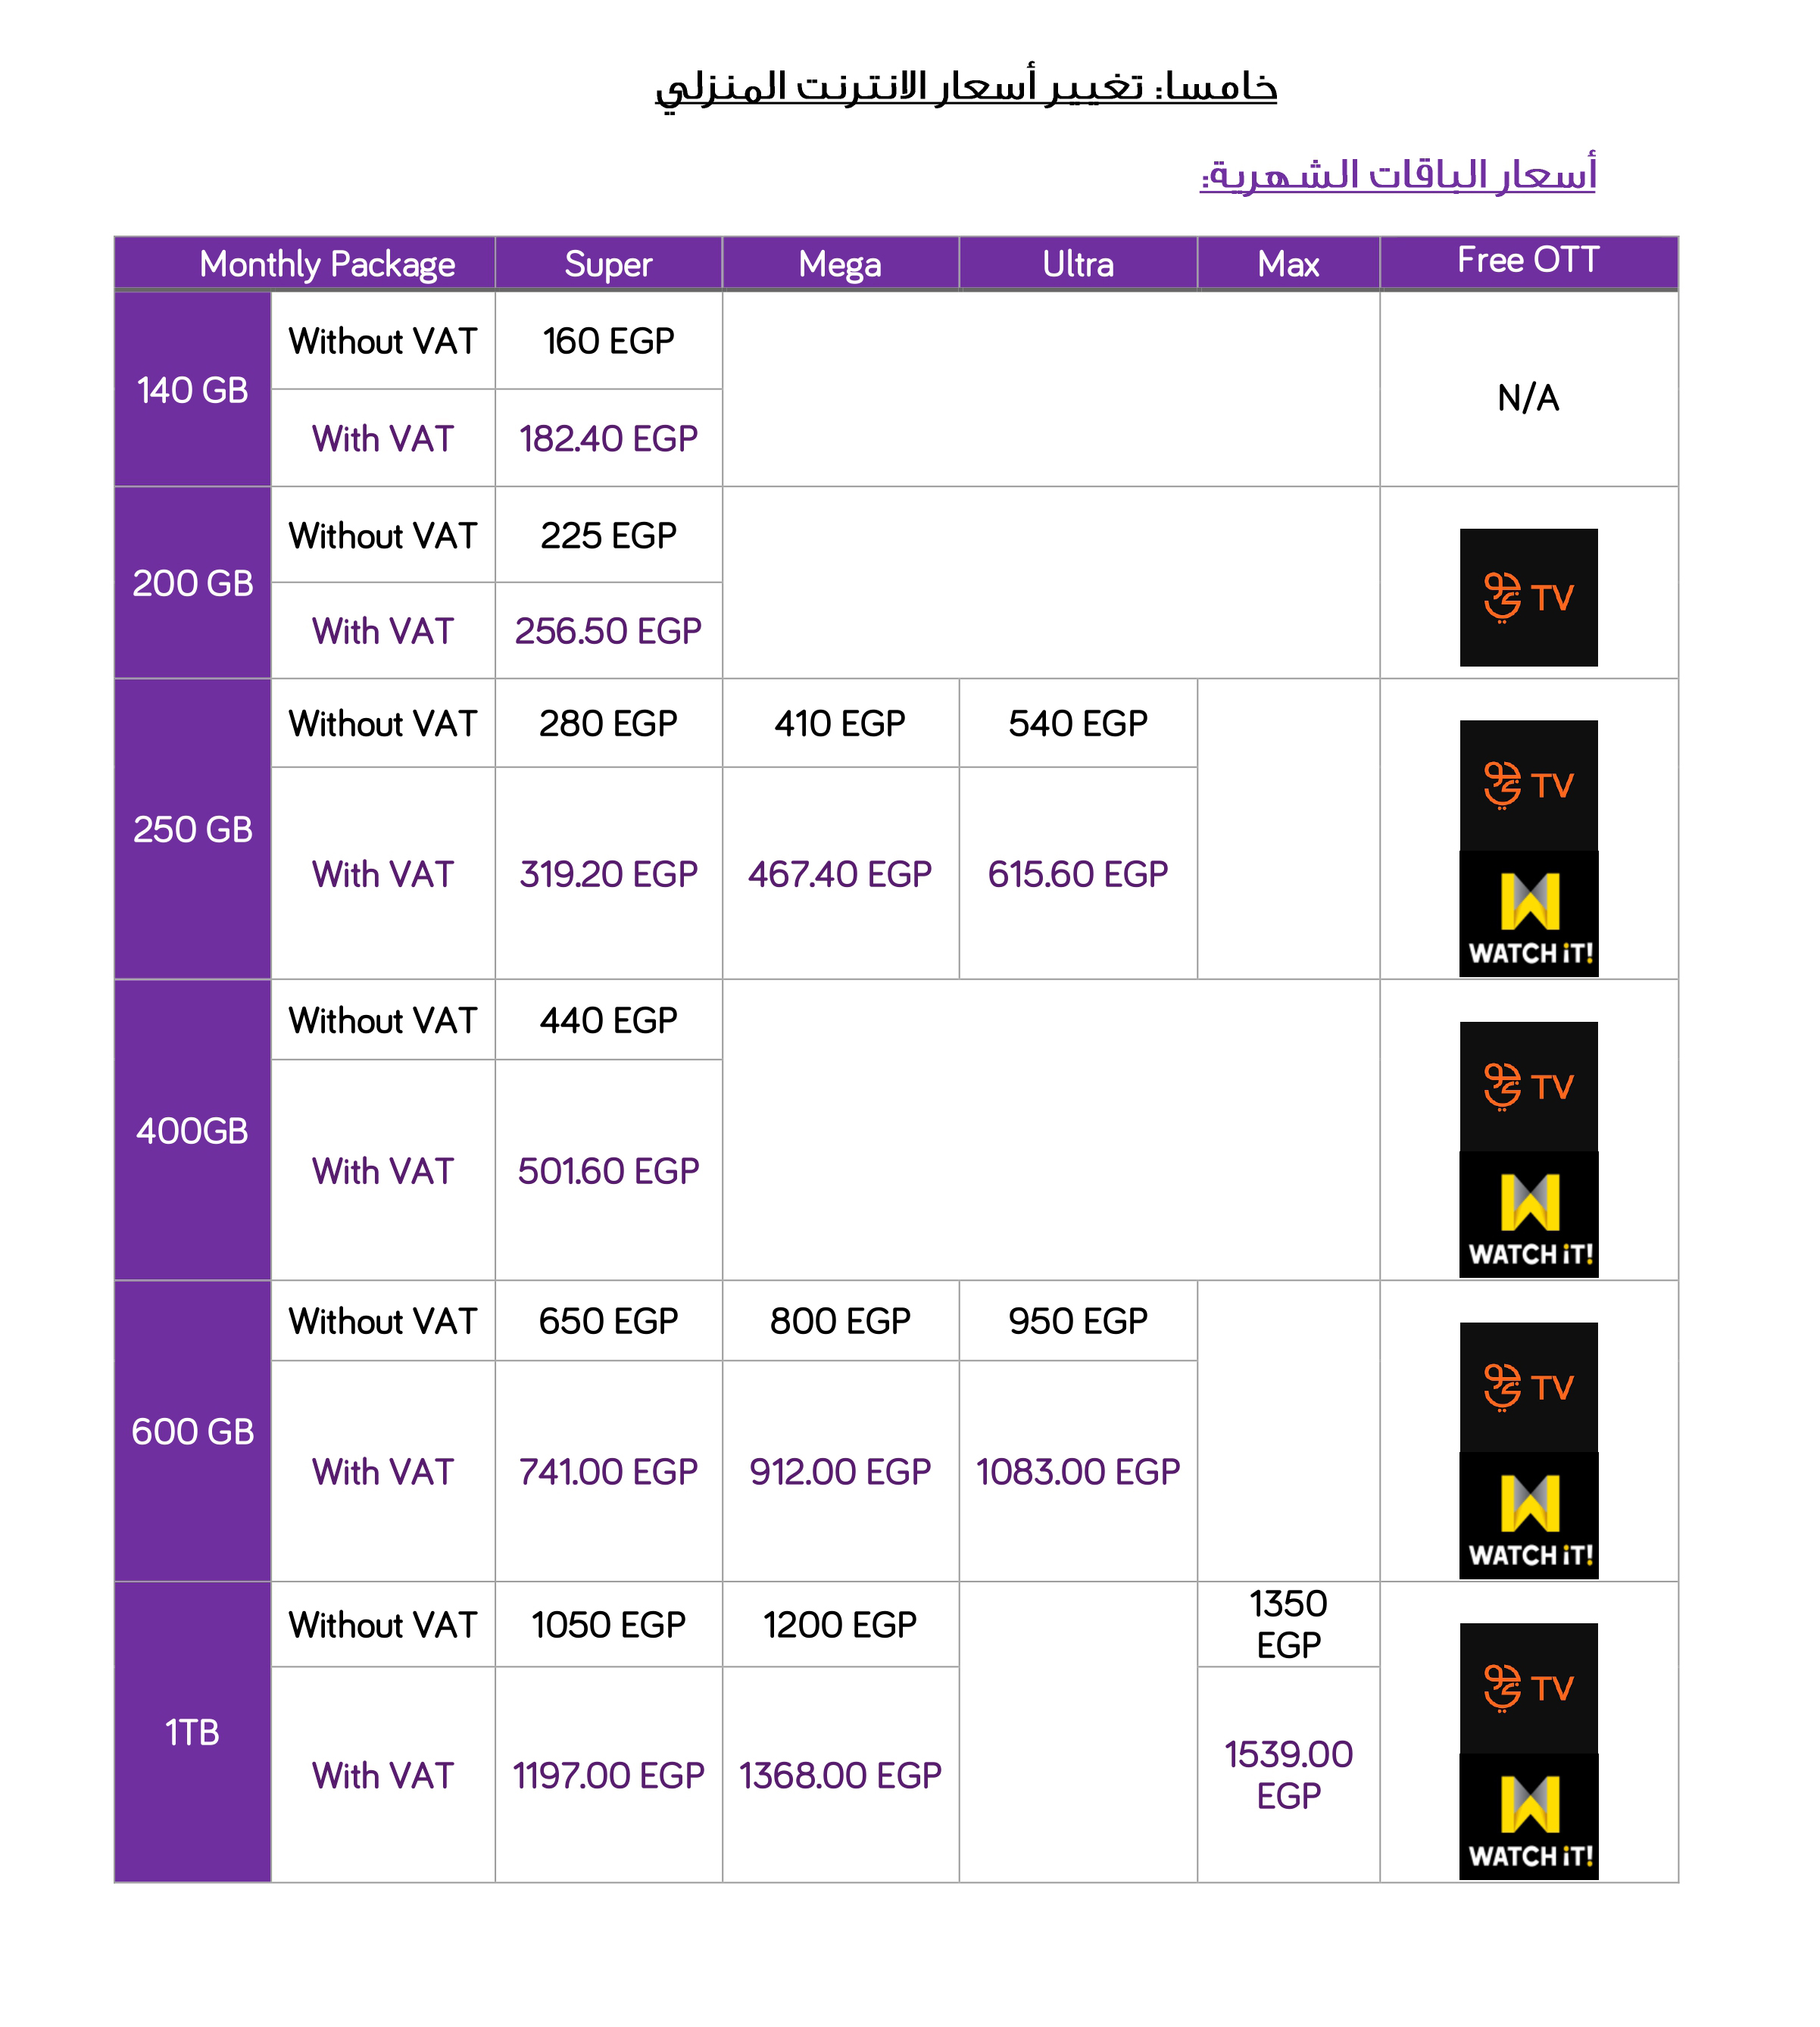 خامسا: تغيير أسعار الانترنت المنزلي
أسعار الباقات الشهرية:
Monthly Package Super Mega Ultra Max Free OTT
140 GB
Without VAT 160 EGP
With VAT 182.40 EGP
N/A
200 GB
Without VAT 225 EGP
With VAT 256.50 EGP
TV
250 GB
Without VAT 280 EGP 410 EGP 540 EGP
With VAT 319.20 EGP 467.40 EGP 615.60 EGP
TV
WATCH iT!
400GB
Without VAT 440 EGP
With VAT 501.60 EGP
TV
WATCH iT!
600 GB
Without VAT 650 EGP 800 EGP 950 EGP
With VAT 741.00 EGP 912.00 EGP 1083.00 EGP
TV
WATCH iT!
1TB
Without VAT 1050 EGP 1200 EGP 1350 EGP
With VAT 1197.00 EGP 1368.00 EGP 1539.00 EGP
TV
WATCH iT!